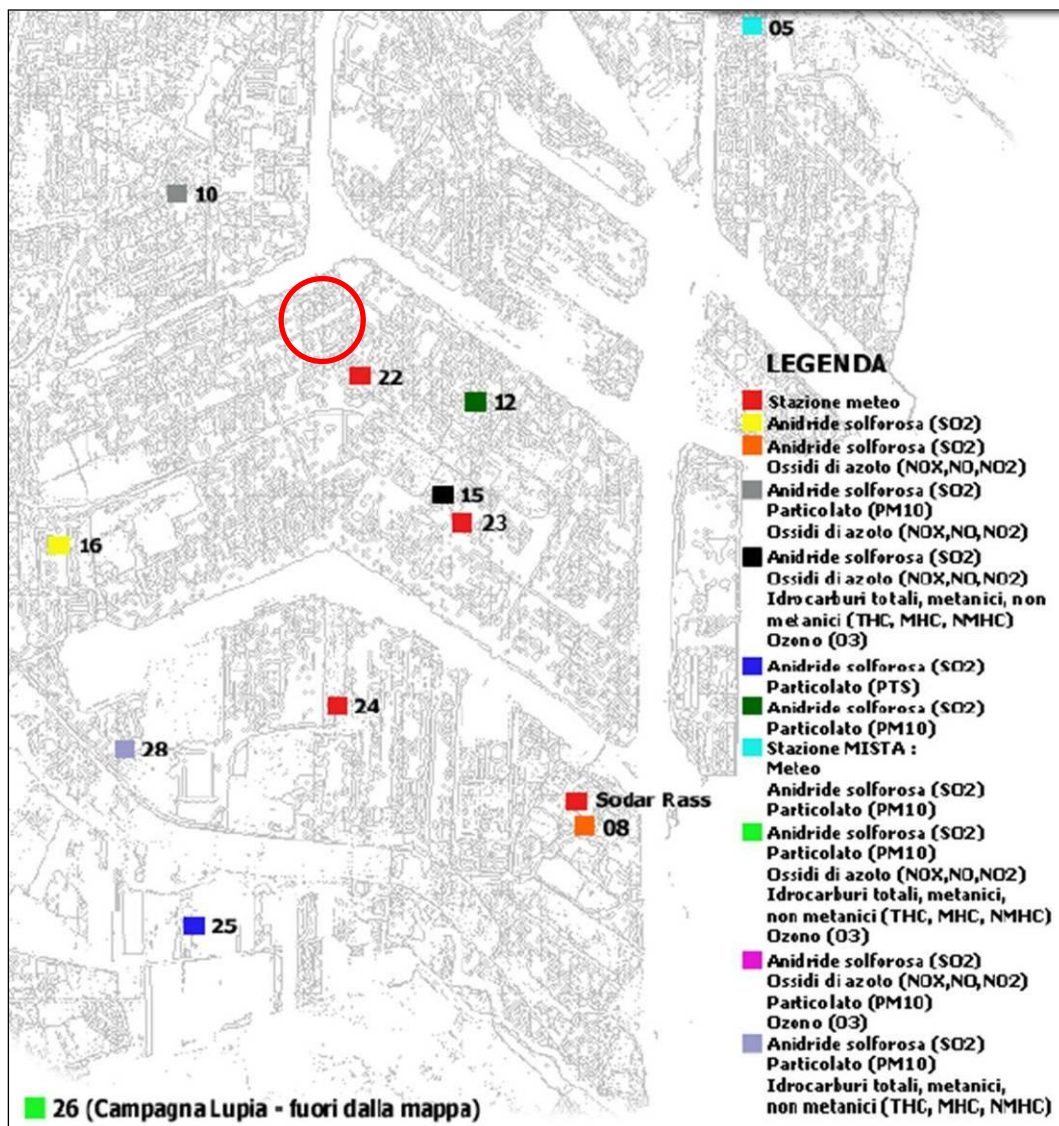 05
10
22
12
15
23
16
24
28
Sodar Rass
08
25
26 (Campagna Lupia - fuori dalla mappa)
LEGENDA
Stazione meteo
Anidride solforosa (SO2)
Anidride solforosa (SO2)
Ossidi di azoto (NOX,NO,NO2)
Anidride solforosa (SO2)
Particolato (PM10)
Ossidi di azoto (NOX,NO,NO2)
Anidride solforosa (SO2)
Ossidi di azoto (NOX,NO,NO2)
Idrocarburi totali, metanici, non
metanici (THC, MHC, NMHC)
Ozono (O3)
Anidride solforosa (SO2)
Particolato (PTS)
Anidride solforosa (SO2)
Particolato (PM10)
Stazione MISTA :
Meteo
Anidride solforosa (SO2)
Particolato (PM10)
Anidride solforosa (SO2)
Particolato (PM10)
Ossidi di azoto (NOX,NO,NO2)
Idrocarburi totali, metanici,
non metanici (THC, MHC, NMHC)
Ozono (O3)
Anidride solforosa (SO2)
Ossidi di azoto (NOX,NO,NO2)
Particolato (PM10)
Ozono (O3)
Anidride solforosa (SO2)
Particolato (PM10)
Idrocarburi totali, metanici,
non metanici (THC, MHC, NMHC)